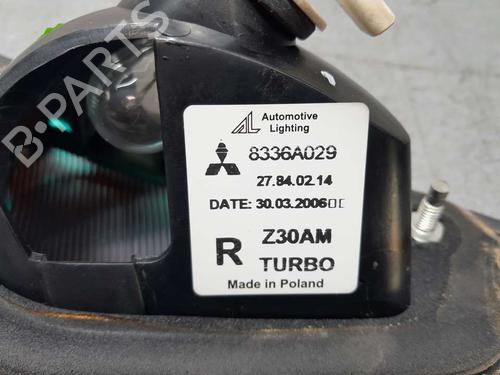 Automotive
Lighting
8336A029
27.84.02.14
DATE: 30.03.2006
R Z30AM
TURBO
Made in Poland
B-PARTS